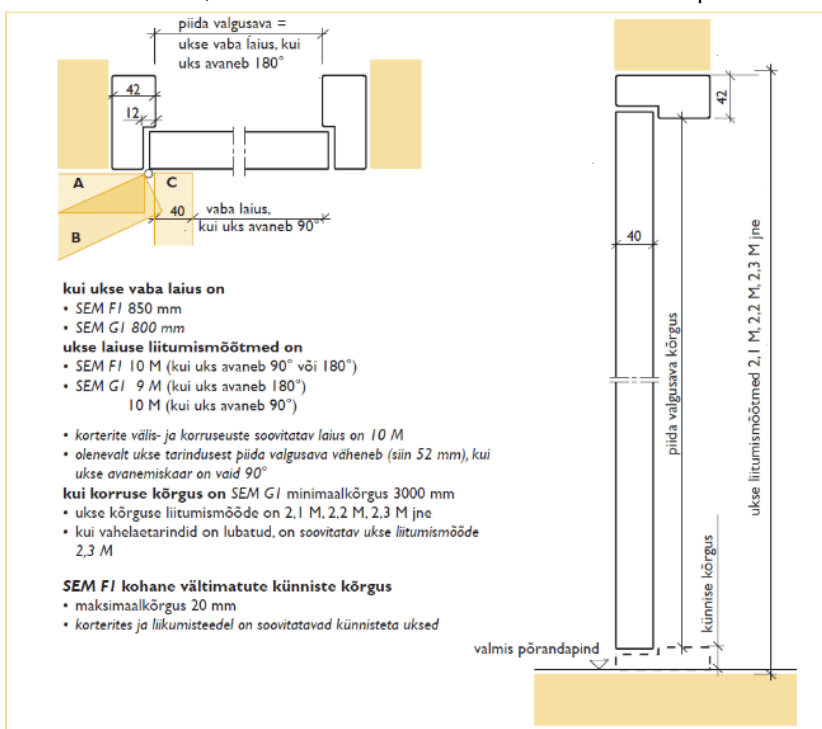 piida valgusava =
ukse vaba laius, kui
uks avaneb 180°
42
12
A
C
40
vaba laius,
kui uks avaneb 90°
B
kui ukse vaba laius on
• SEM F1 850 mm
• SEM G1 800 mm
ukse laiuse liitumismõõtmed on
• SEM F1 10 M (kui uks avaneb 90° või 180°)
• SEM G1 9 M (kui uks avaneb 180°)
10 M (kui uks avaneb 90°)
• korterite välis- ja korruseuste soovitatav laius on 10 M
• olenevalt ukse tarindusest piida valgusava väheneb (siin 52 mm), kui
ukse avanemiskaar on vaid 90°
kui korruse kõrgus on SEM G1 minimaalkõrgus 3000 mm
• ukse kõrguse liitumismõõde on 2,1 M, 2,2 M, 2,3 M jne
• kui vahelaetarindid on lubatud, on soovitatav ukse liitumismõõde
2,3 M
SEM F1 kohane vältimatute künniste kõrgus
• maksimaalkõrgus 20 mm
• korterites ja liikumisteedel on soovitatavad künnisteta uksed
42
40
piida valgusava kõrgus
ukse liitumismõõtmed 2,1 M, 2,2 M, 2,3 M jne
künnise kõrgus
valmis põrandapind